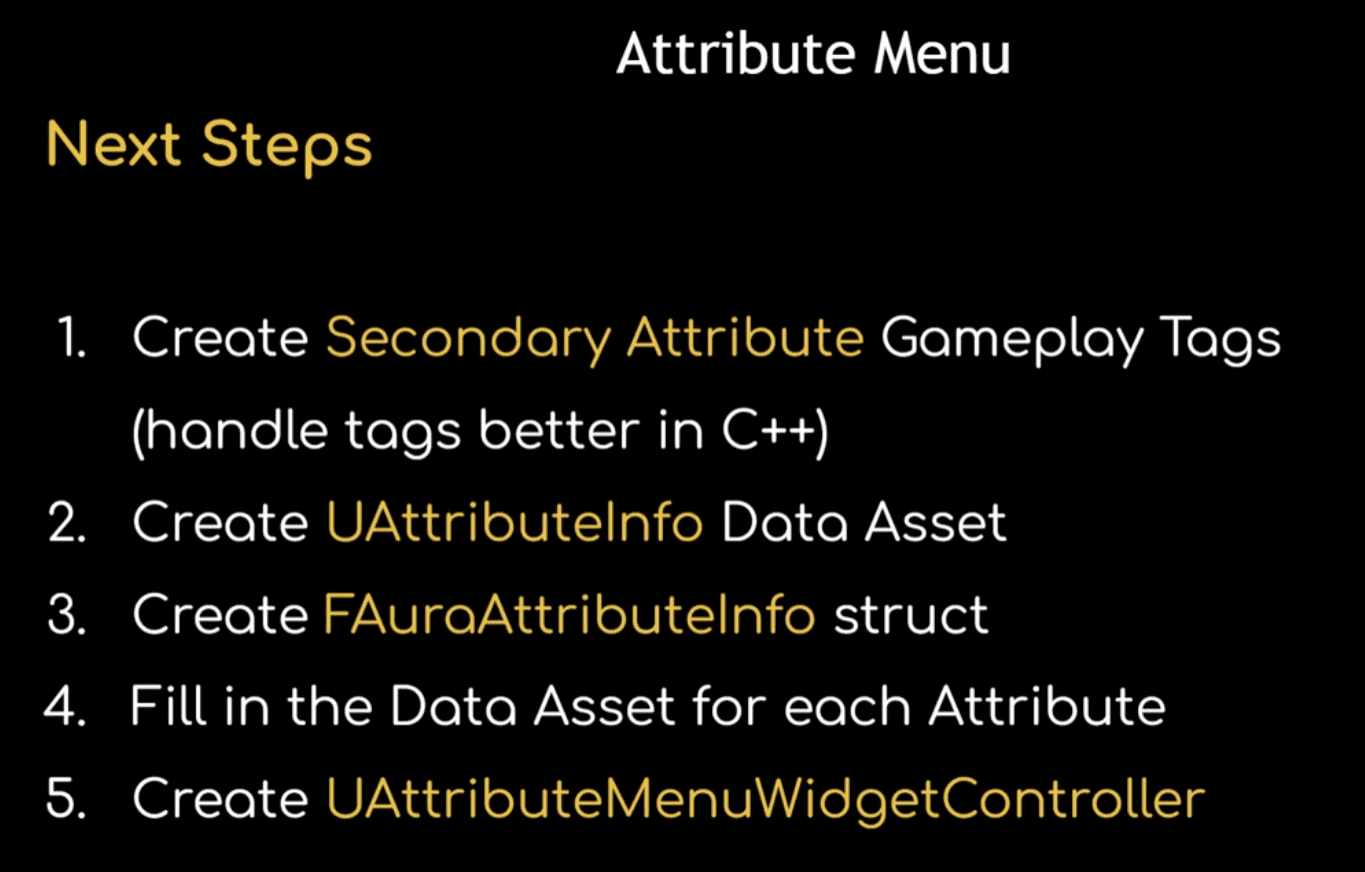 Attribute Menu
Next Steps
1. Create Secondary Attribute Gameplay Tags
(handle tags better in C++)
2. Create UAttributeInfo Data Asset
3. Create FAuraAttributeInfo struct
4. Fill in the Data Asset for each Attribute
5. Create UAttributeMenuWidgetController